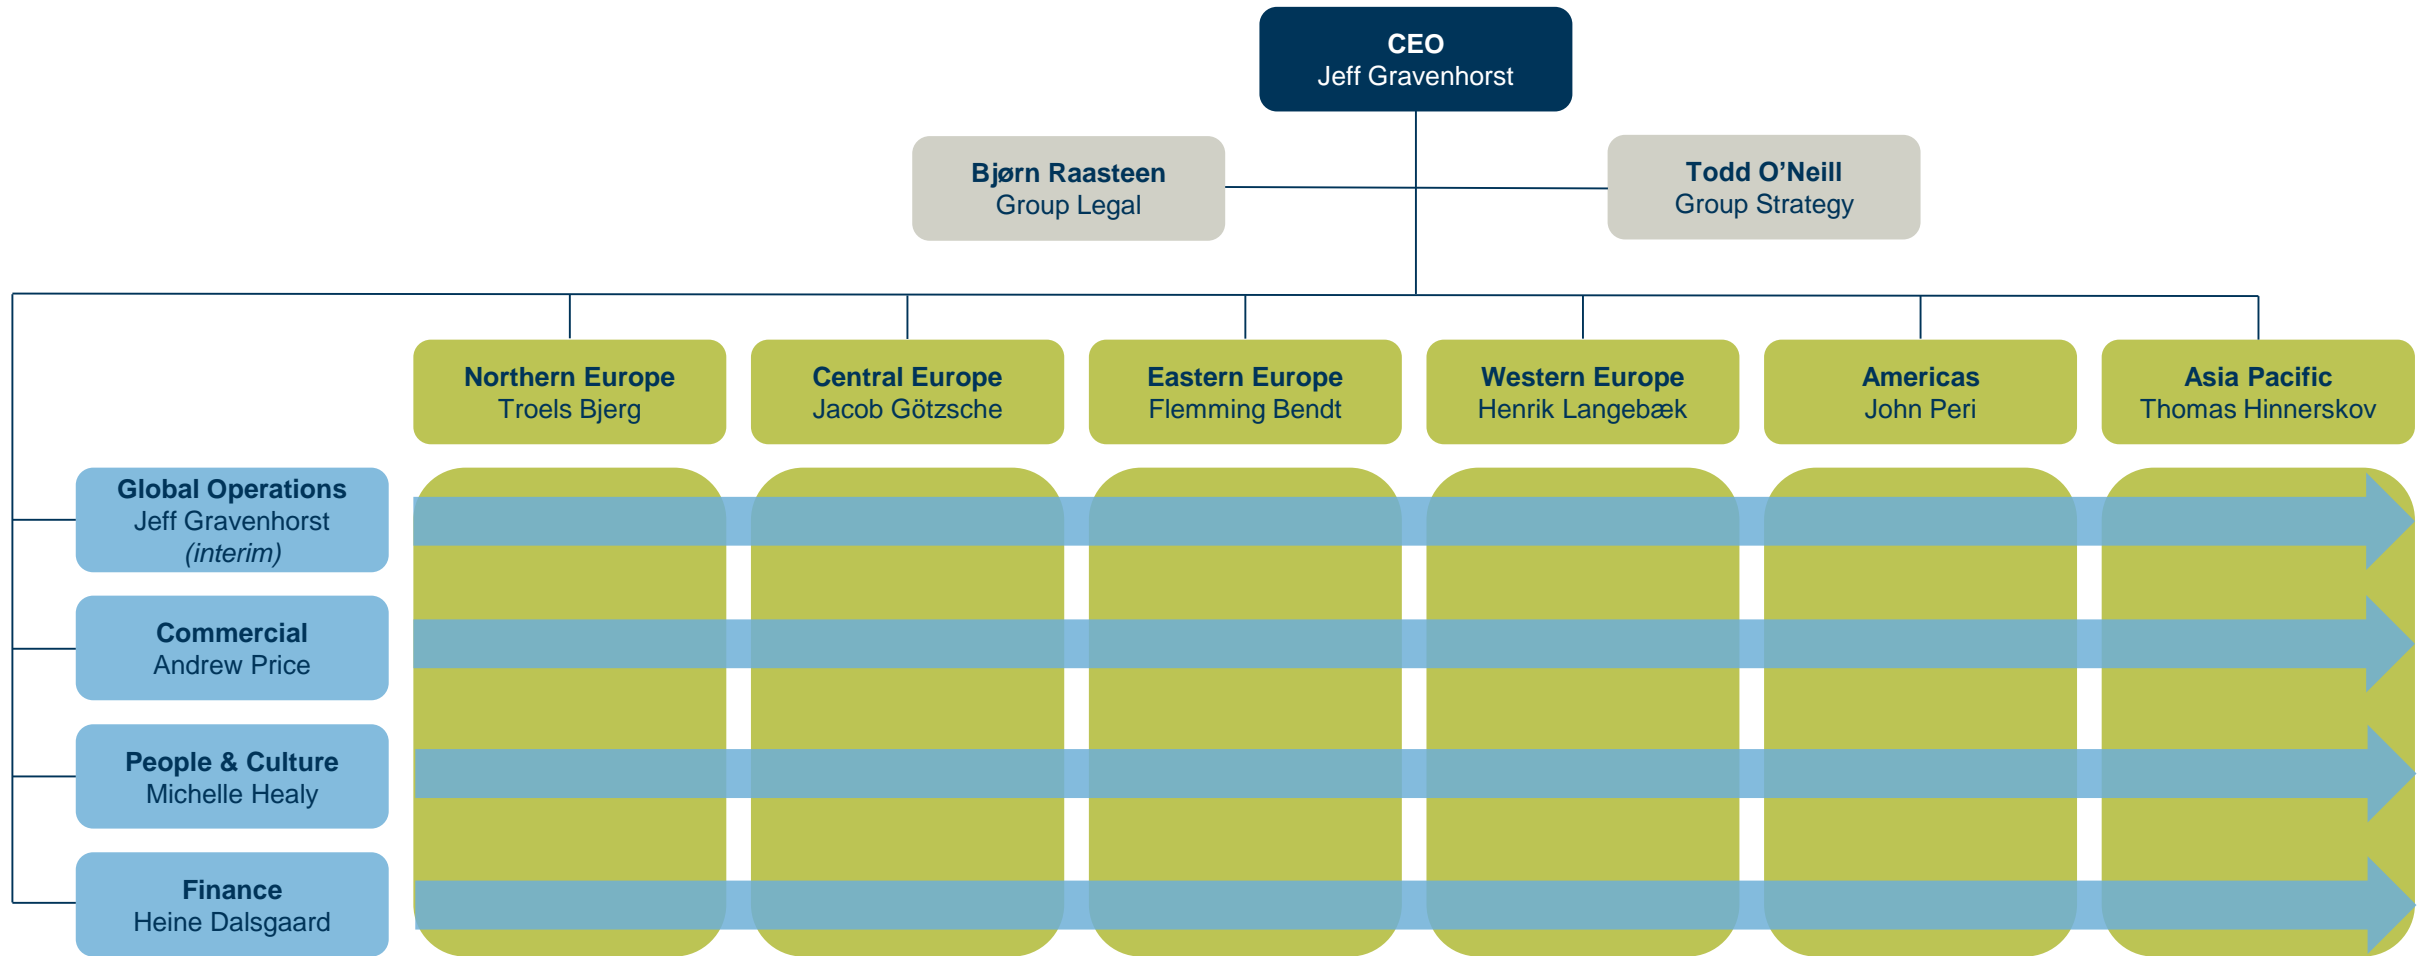 CEO
Jeff Gravenhorst
Bjørn Raasteen
Group Legal
Todd O’Neill
Group Strategy
Northern Europe
Troels Bjerg
Central Europe
Jacob Götzsche
Eastern Europe
Flemming Bendt
Western Europe
Henrik Langebæk
Americas
John Peri
Asia Pacific
Thomas Hinnerskov
Global Operations
Jeff Gravenhorst
(interim)
Commercial
Andrew Price
People & Culture
Michelle Healy
Finance
Heine Dalsgaard